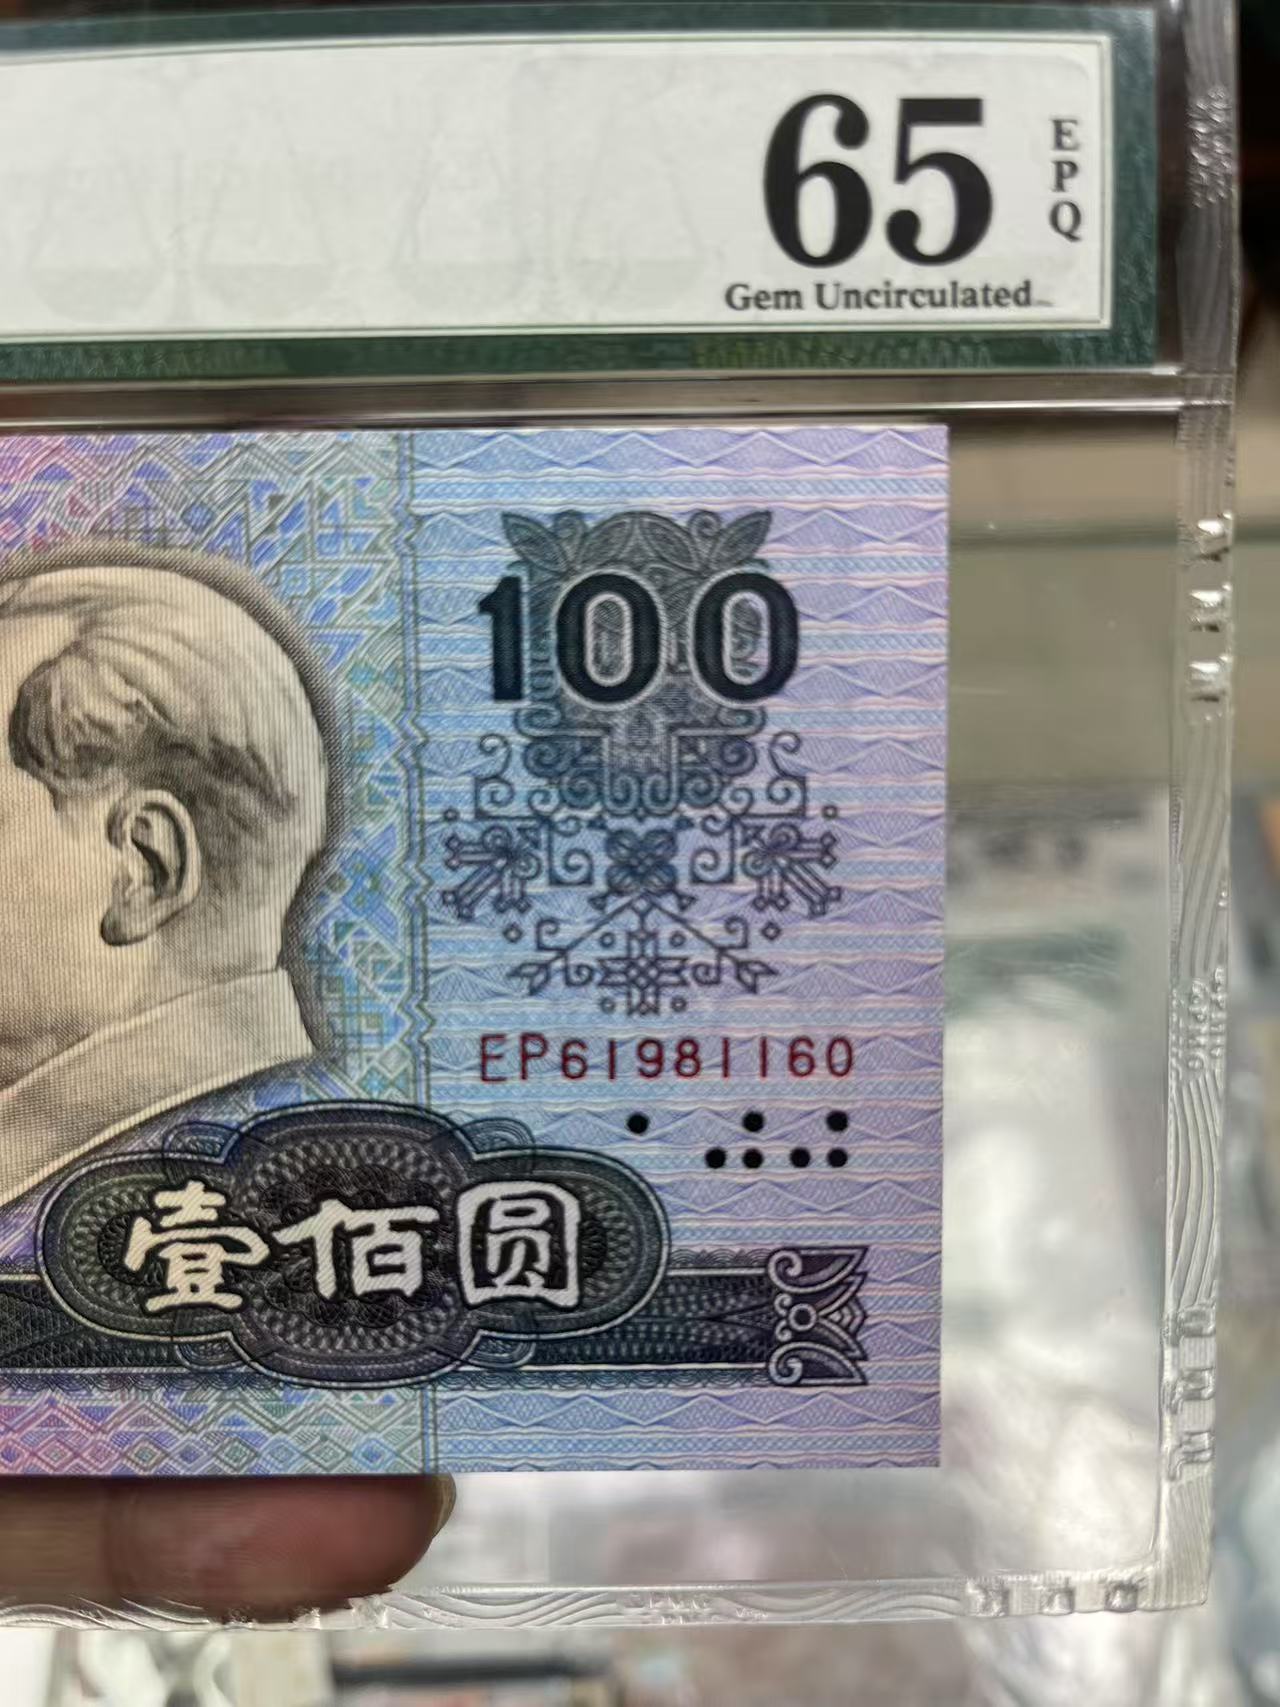 65
EPQ
Gem Uncirculated
100
EP61981160
壹佰圆